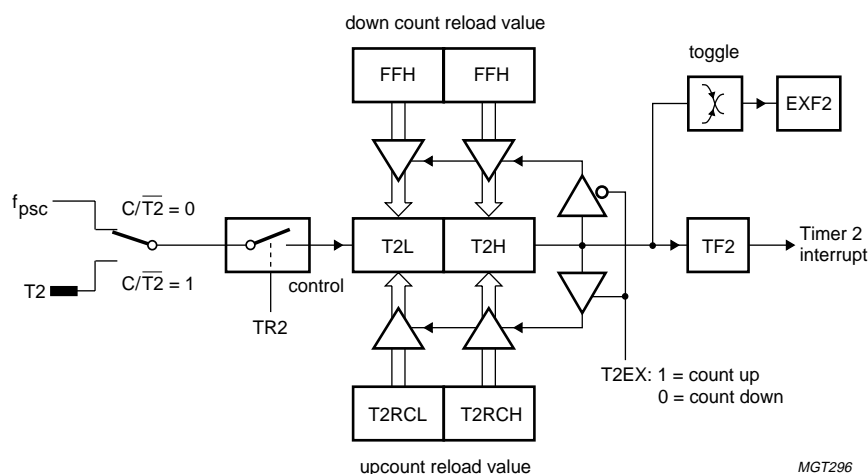 down count reload value
FFH
FFH
toggle
EXF2
fpsc
C/T2 = 0
T2L
T2H
TF2
Timer 2
interrupt
C/T2 = 1
T2
control
TR2
T2EX: 1 = count up
0 = count down
T2RCL
T2RCH
upcount reload value
MGT296